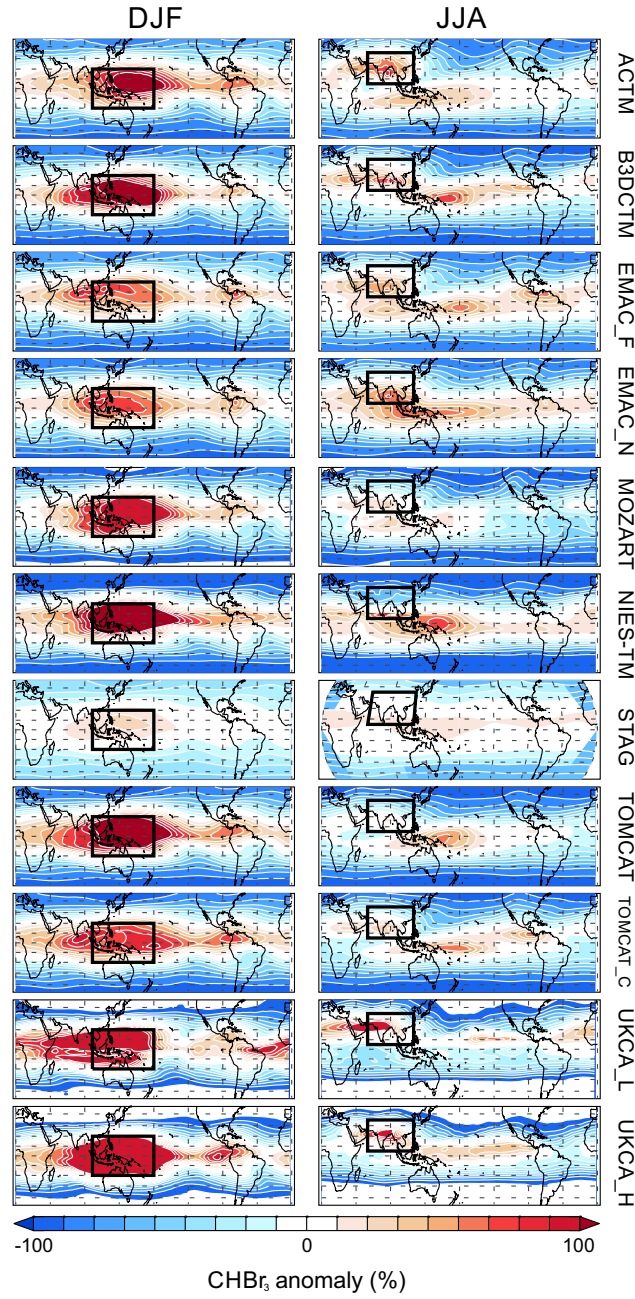 DJF JJA
ACTM
B3DCTM
EMAC_F
EMAC_N
MOZART
NIES-TM
STAG
TOMCAT
TOMCAT_C
UKCA_L
UKCA_H
-100 0 100
CHBr₃ anomaly (%)